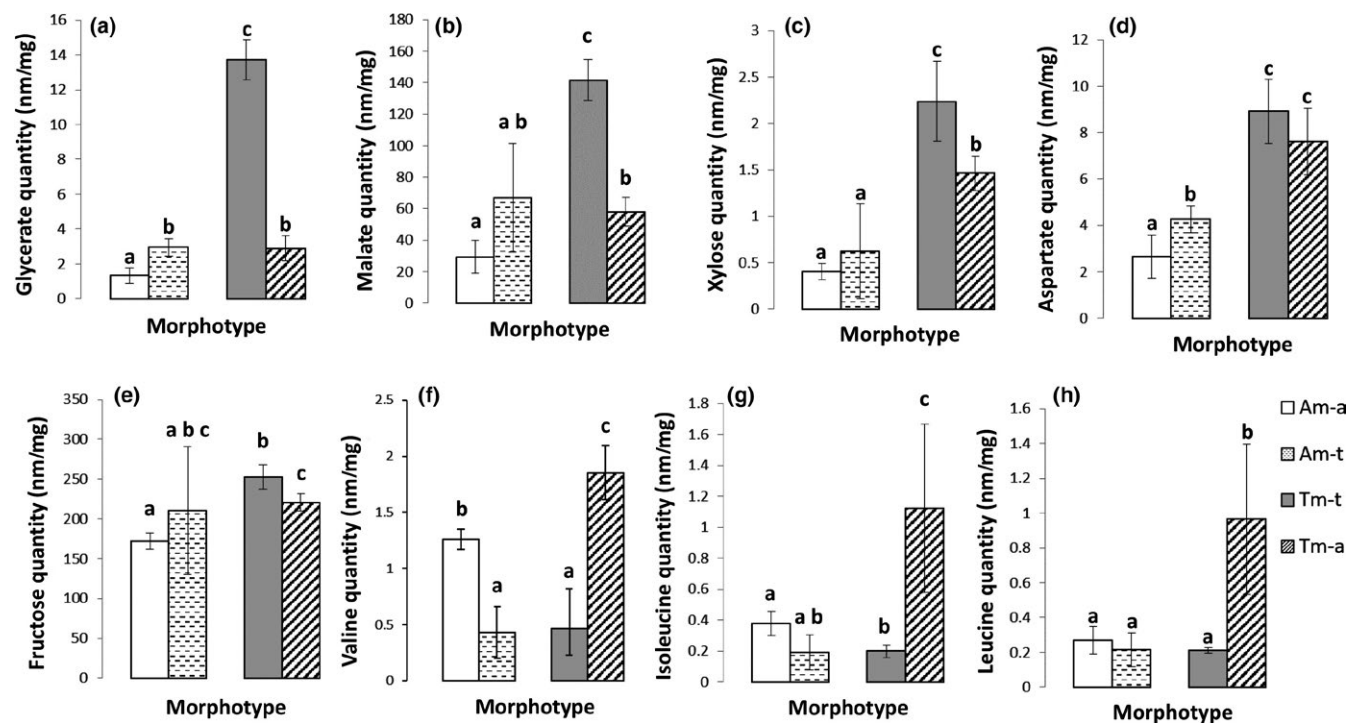 (a)
Glycerate quantity (nm/mg)
16
14
12
10
8
6
4
2
0
a
b
c
b
Morphotype
(b)
Malate quantity (nm/mg)
180
160
140
120
100
80
60
40
20
0
a
a b
c
b
Morphotype
(c)
Xylose quantity (nm/mg)
3
2.5
2
1.5
1
0.5
0
a
a
c
b
Morphotype
(d)
Aspartate quantity (nm/mg)
12
10
8
6
4
2
0
a
b
c
c
Morphotype
(e)
Fructose quantity (nm/mg)
350
300
250
200
150
100
50
0
a
a b c
b
c
Morphotype
(f)
Valine quantity (nm/mg)
2.5
2
1.5
1
0.5
0
b
a
a
c
Morphotype
(g)
Isoleucine quantity (nm/mg)
1.8
1.6
1.4
1.2
1
0.8
0.6
0.4
0.2
0
a
a b
b
c
Morphotype
(h)
Leucine quantity (nm/mg)
1.6
1.4
1.2
1
0.8
0.6
0.4
0.2
0
a
a
a
b
Morphotype
Am-a
Am-t
Tm-t
Tm-a